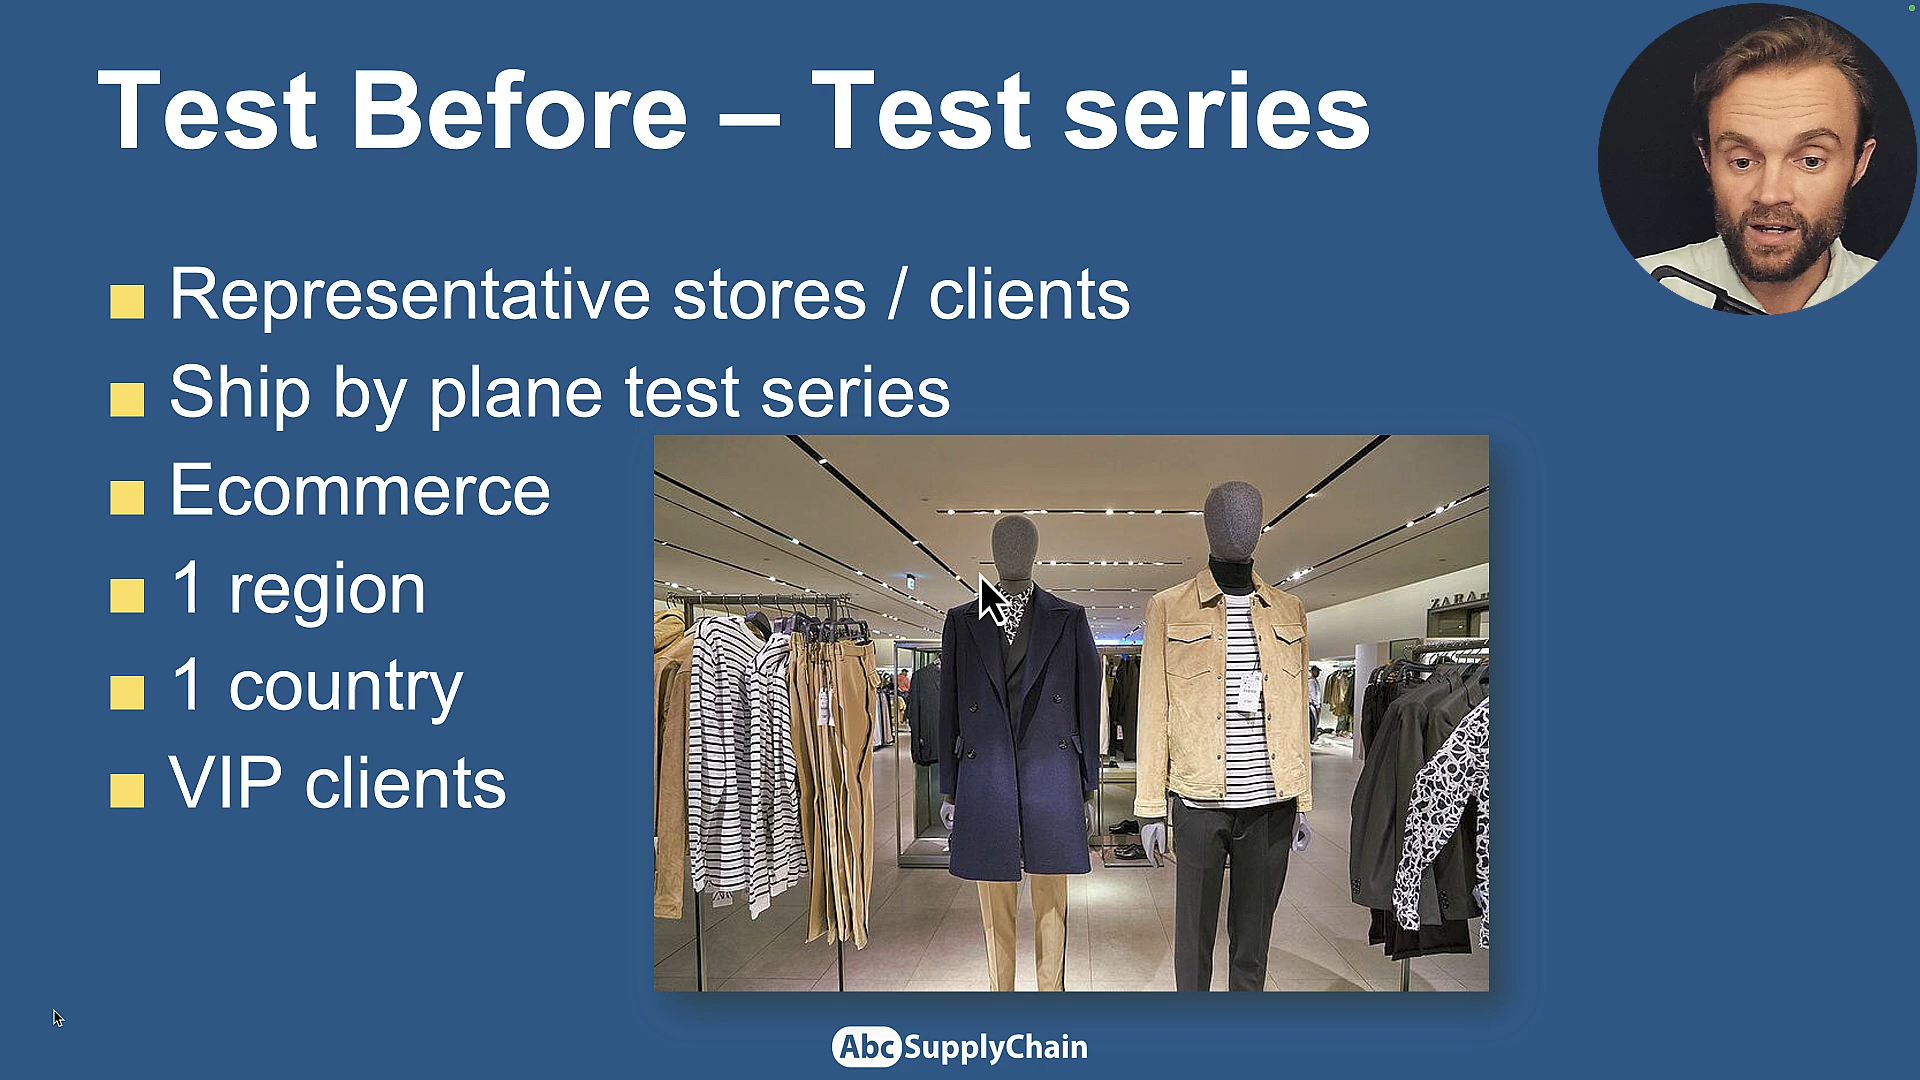 Test Before – Test series
Representative stores / clients
Ship by plane test series
Ecommerce
1 region
1 country
VIP clients
ZARA
Abc SupplyChain